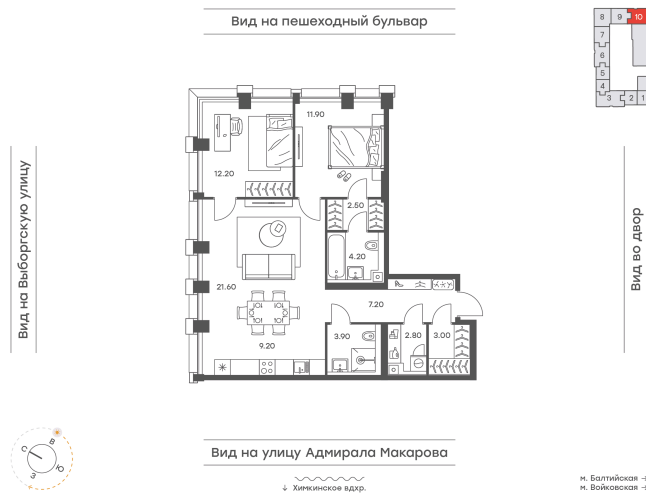 Вид на пешеходный бульвар
8
9
10
7
6
5
4
3
2
1
Вид на Выборгскую улицу
Вид во двор
11.90
12.20
2.50
4.20
21.60
7.20
9.20
3.90
2.80
3.00
С
В
Ю
З
Вид на улицу Адмирала Макарова
↓ Химкинское вдхр.
м. Балтийская →
м. Войковская →